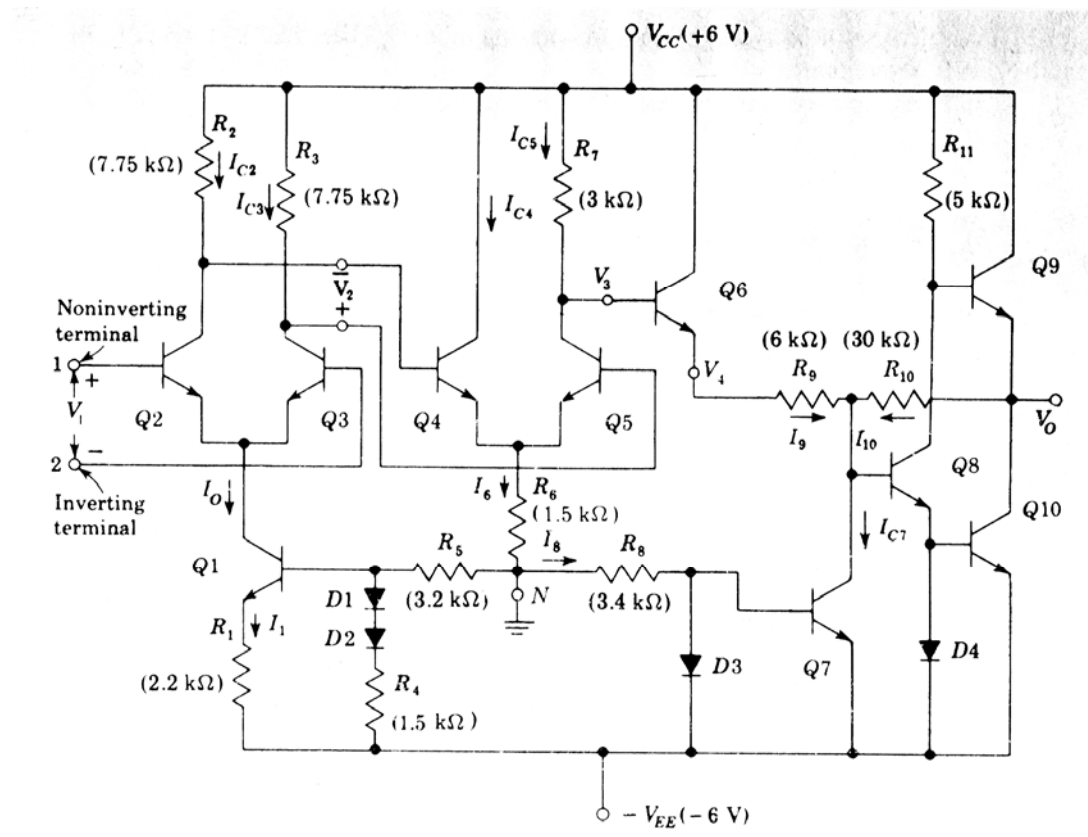 V_CC(+6 V)
R_2
(7.75 kΩ)
I_C2
R_3
I_C3
(7.75 kΩ)
I_C4
I_C5
R_7
(3 kΩ)
R_11
(5 kΩ)
Q9
V_3
Q6
V_2
+
Noninverting
terminal
1
+
V_1
−
2
Inverting
terminal
Q2
Q3
Q4
Q5
V_4
(6 kΩ)
R_9
I_9
(30 kΩ)
R_10
I_10
V_O
Q8
Q10
I_O
I_6
R_6
(1.5 kΩ)
I_8
Q1
R_5
(3.2 kΩ)
N
R_8
(3.4 kΩ)
I_C7
R_1
I_1
(2.2 kΩ)
D1
D2
R_4
(1.5 kΩ)
D3
Q7
D4
− V_EE(− 6 V)